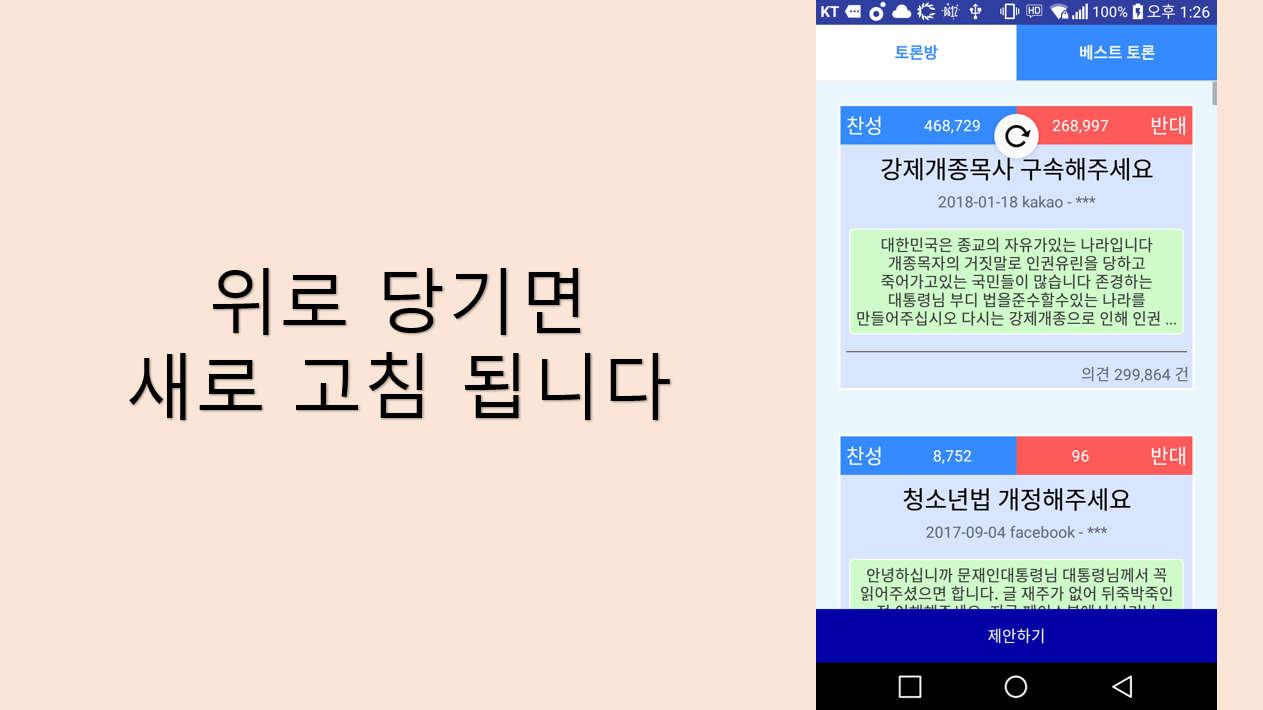 위로 당기면
새로 고침 됩니다
KT HD 100% 오후 1:26
토론방 베스트 토론
찬성 468,729 268,997 반대
강제개종목사 구속해주세요
2018-01-18 kakao - ***
대한민국은 종교의 자유가있는 나라입니다
개종목자의 거짓말로 인권유린을 당하고
죽어가고있는 국민들이 많습니다 존경하는
대통령님 부디 법을준수할수있는 나라를
만들어주십시오 다시는 강제개종으로 인해 인권 ...
의견 299,864 건
찬성 8,752 96 반대
청소년법 개정해주세요
2017-09-04 facebook - ***
안녕하십니까 문재인대통령님 대통령님께서 꼭
읽어주셨으면 합니다. 글 재주가 없어 뒤죽박죽인
제안하기